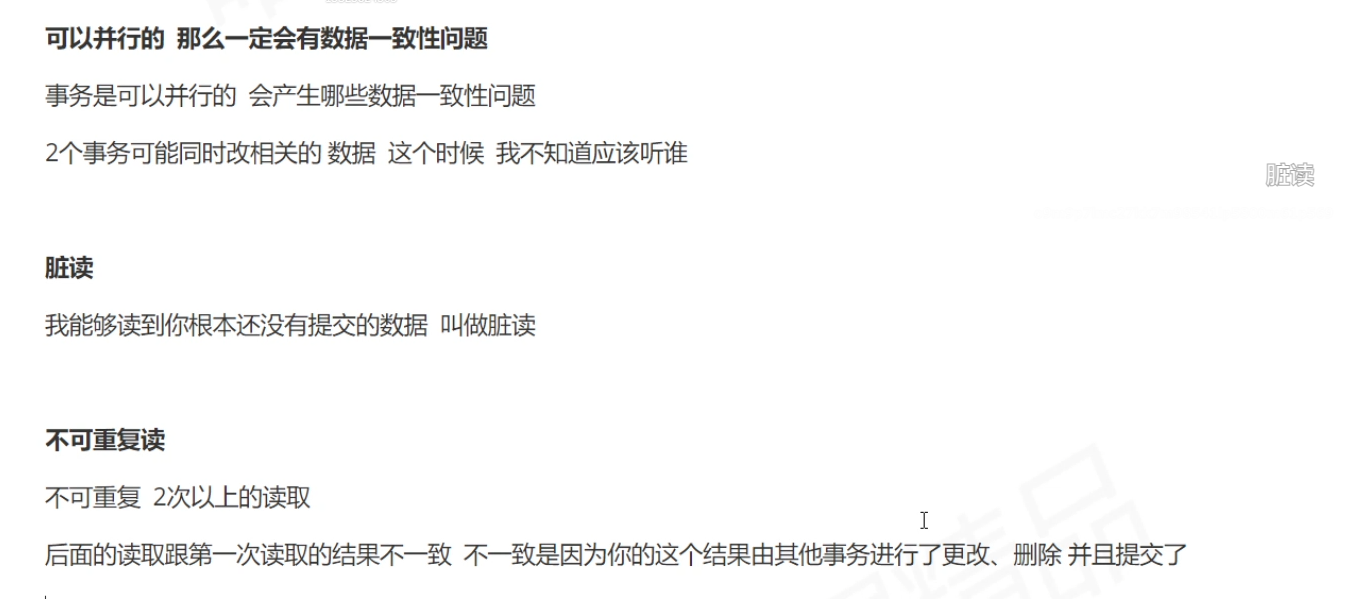 可以并行的 那么一定会有数据一致性问题
事务是可以并行的 会产生哪些数据一致性问题
2个事务可能同时改相关的 数据 这个时候 我不知道应该听谁
脏读
脏读
我能够读到你根本还没有提交的数据 叫做脏读
不可重复读
不可重复 2次以上的读取
后面的读取跟第一次读取的结果不一致 不一致是因为你的这个结果由其他事务进行了更改、删除 并且提交了
精品